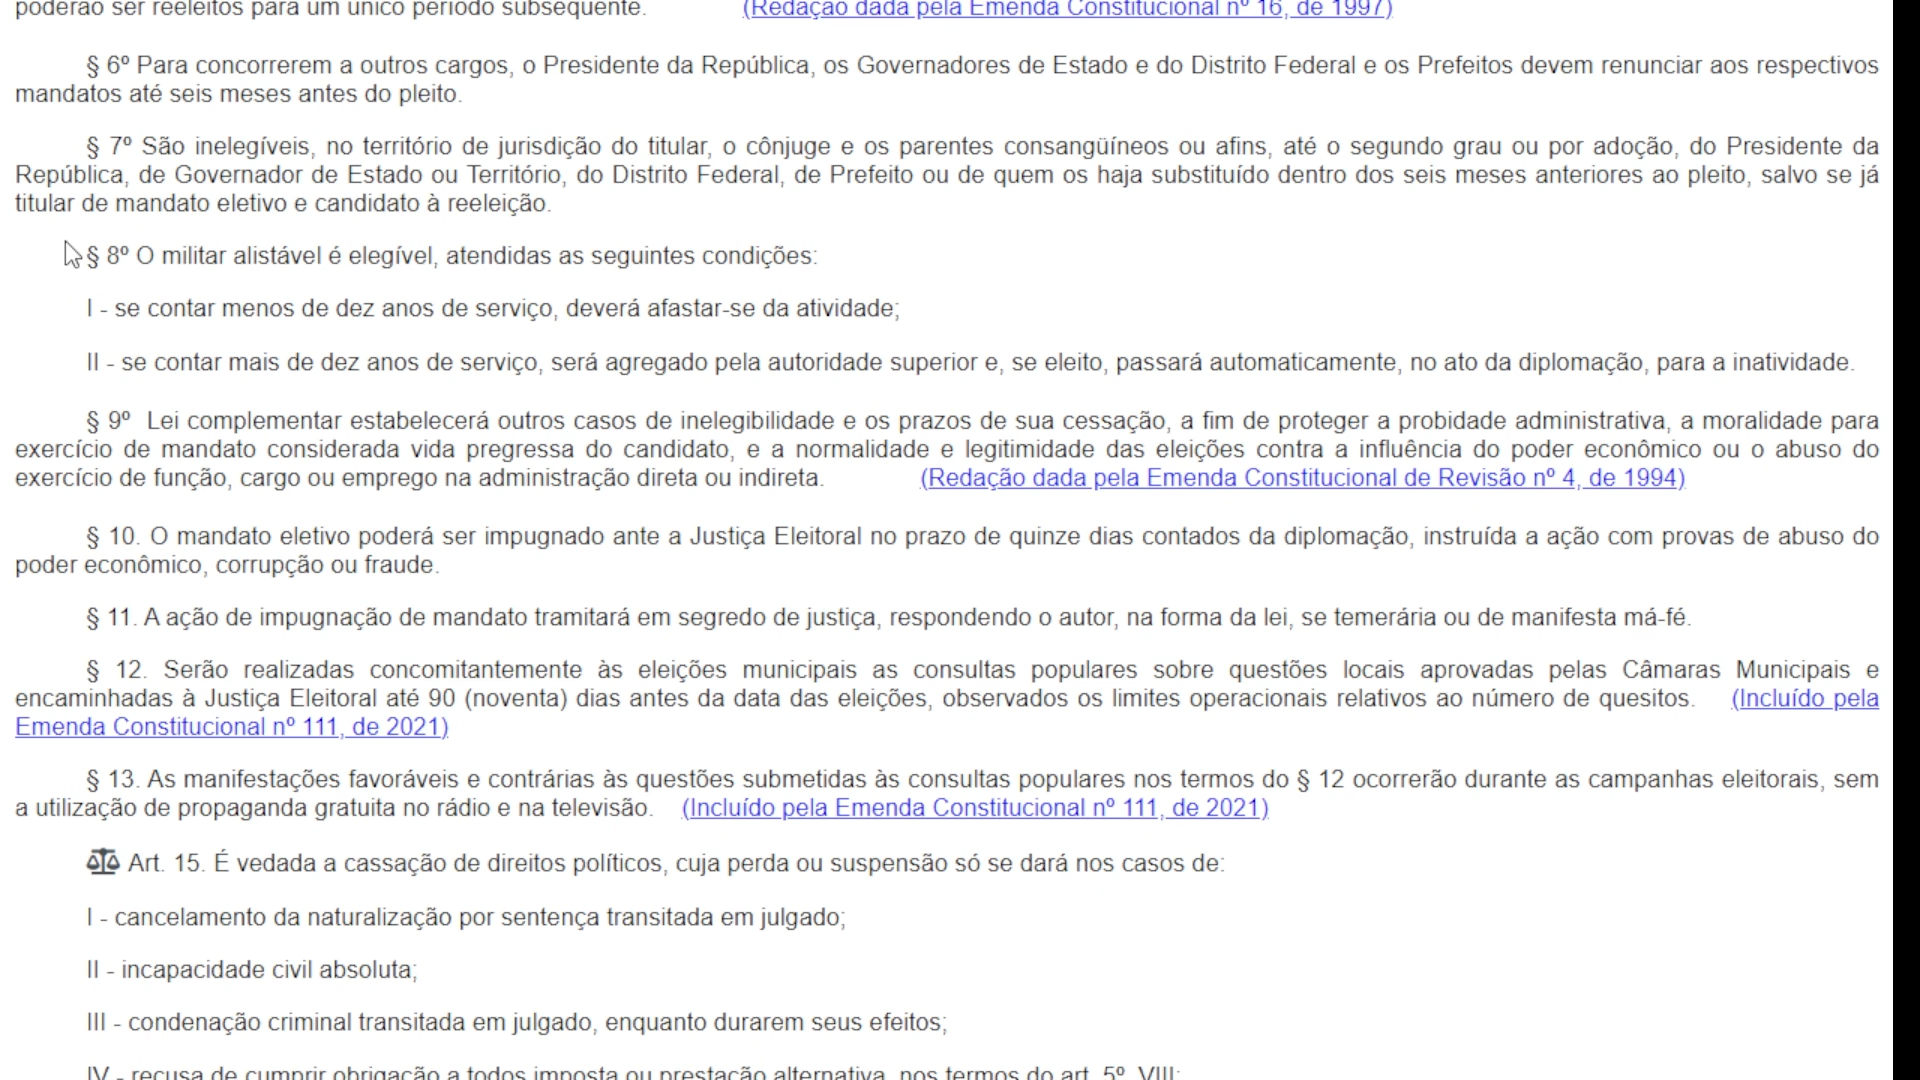 poderão ser reeleitos para um único período subsequente. (Redação dada pela Emenda Constitucional nº 16, de 1997)
§ 6º Para concorrerem a outros cargos, o Presidente da República, os Governadores de Estado e do Distrito Federal e os Prefeitos devem renunciar aos respectivos
mandatos até seis meses antes do pleito.
§ 7º São inelegíveis, no território de jurisdição do titular, o cônjuge e os parentes consangüíneos ou afins, até o segundo grau ou por adoção, do Presidente da
República, de Governador de Estado ou Território, do Distrito Federal, de Prefeito ou de quem os haja substituído dentro dos seis meses anteriores ao pleito, salvo se já
titular de mandato eletivo e candidato à reeleição.
§ 8º O militar alistável é elegível, atendidas as seguintes condições:
I - se contar menos de dez anos de serviço, deverá afastar-se da atividade;
II - se contar mais de dez anos de serviço, será agregado pela autoridade superior e, se eleito, passará automaticamente, no ato da diplomação, para a inatividade.
§ 9º Lei complementar estabelecerá outros casos de inelegibilidade e os prazos de sua cessação, a fim de proteger a probidade administrativa, a moralidade para
exercício de mandato considerada vida pregressa do candidato, e a normalidade e legitimidade das eleições contra a influência do poder econômico ou o abuso do
exercício de função, cargo ou emprego na administração direta ou indireta. (Redação dada pela Emenda Constitucional de Revisão nº 4, de 1994)
§ 10. O mandato eletivo poderá ser impugnado ante a Justiça Eleitoral no prazo de quinze dias contados da diplomação, instruída a ação com provas de abuso do
poder econômico, corrupção ou fraude.
§ 11. A ação de impugnação de mandato tramitará em segredo de justiça, respondendo o autor, na forma da lei, se temerária ou de manifesta má-fé.
§ 12. Serão realizadas concomitantemente às eleições municipais as consultas populares sobre questões locais aprovadas pelas Câmaras Municipais e
encaminhadas à Justiça Eleitoral até 90 (noventa) dias antes da data das eleições, observados os limites operacionais relativos ao número de quesitos. (Incluído pela
Emenda Constitucional nº 111, de 2021)
§ 13. As manifestações favoráveis e contrárias às questões submetidas às consultas populares nos termos do § 12 ocorrerão durante as campanhas eleitorais, sem
a utilização de propaganda gratuita no rádio e na televisão. (Incluído pela Emenda Constitucional nº 111, de 2021)
Art. 15. É vedada a cassação de direitos políticos, cuja perda ou suspensão só se dará nos casos de:
I - cancelamento da naturalização por sentença transitada em julgado;
II - incapacidade civil absoluta;
III - condenação criminal transitada em julgado, enquanto durarem seus efeitos;
IV - recusa de cumprir obrigação a todos imposta ou prestação alternativa, nos termos do art. 5º, VIII;